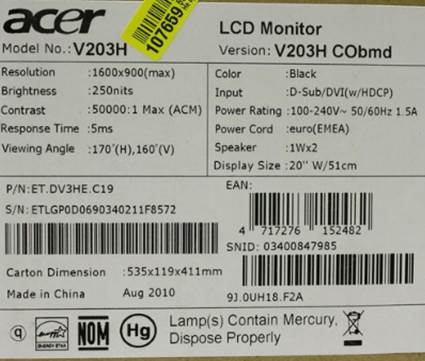 acer
107659
LCD Monitor
Model No.: V203H
Version: V203H CObmd
Resolution :1600x900(max)
Brightness :250nits
Contrast :50000:1 Max (ACM)
Response Time :5ms
Viewing Angle :170˚(H),160˚(V)
Color :Black
Input :D-Sub/DVI(w/HDCP)
Power Rating :100-240V~ 50/60Hz 1.5A
Power Cord :euro(EMEA)
Speaker :1Wx2
Display Size :20" W/51cm
P/N:ET.DV3HE.C19
S/N: ETLGP0D0690340211F8572
EAN:
4 717276 152482
SNID: 03400847985
Carton Dimension :535x119x411mm
Made in China Aug 2010
9J.0UH18.F2A
ENERGY STAR
NOM
Hg
Lamp(s) Contain Mercury,
Dispose Properly